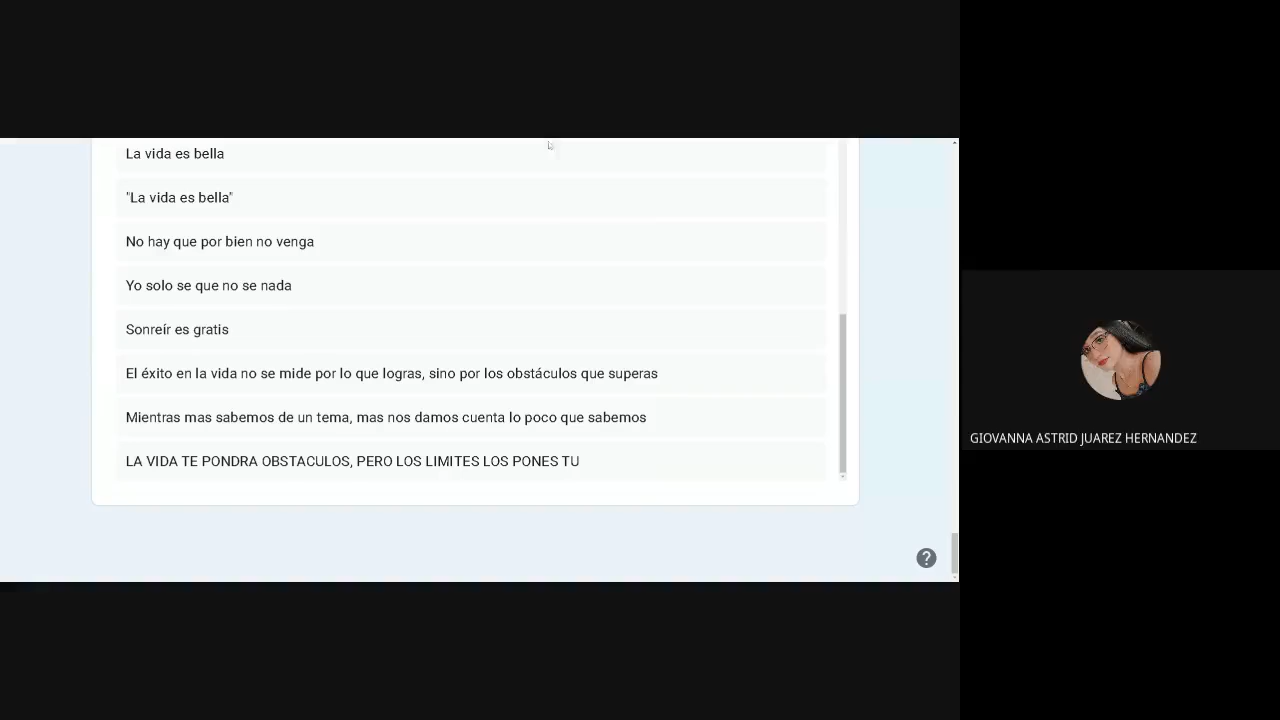 La vida es bella
"La vida es bella"
No hay que por bien no venga
Yo solo se que no se nada
Sonreír es gratis
El éxito en la vida no se mide por lo que logras, sino por los obstáculos que superas
Mientras mas sabemos de un tema, mas nos damos cuenta lo poco que sabemos
LA VIDA TE PONDRA OBSTACULOS, PERO LOS LIMITES LOS PONES TU
?
GIOVANNA ASTRID JUAREZ HERNANDEZ